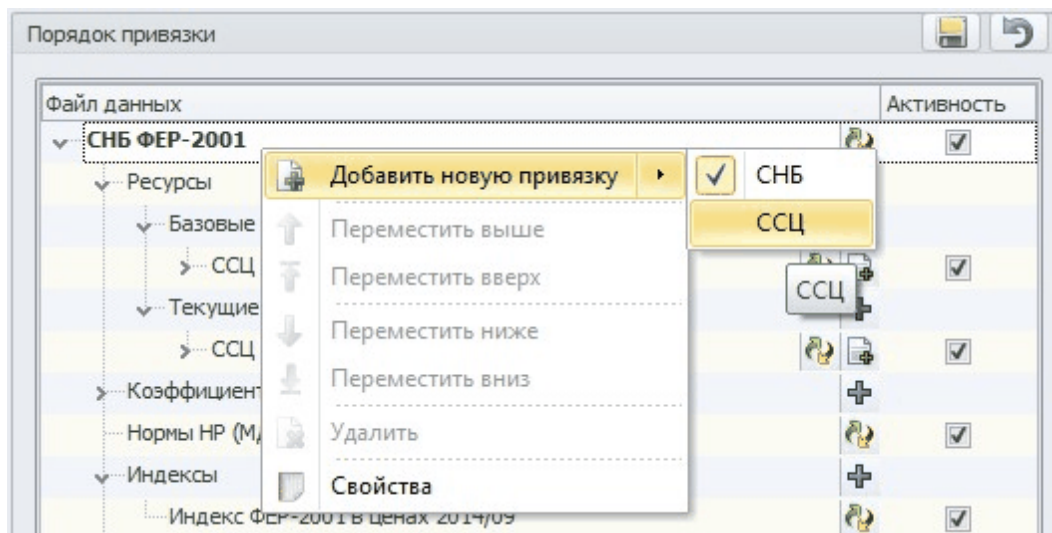 Порядок привязки
Файл данных Активность
СНБ ФЕР-2001
Ресурсы
Базовые
ССЦ
Текущие
ССЦ
Коэффициент
Нормы НР (М
Индексы
Индекс ФЕР-2001 в ценах 2014/09
Добавить новую привязку
Переместить выше
Переместить вверх
Переместить ниже
Переместить вниз
Удалить
Свойства
СНБ
ССЦ
ССЦ